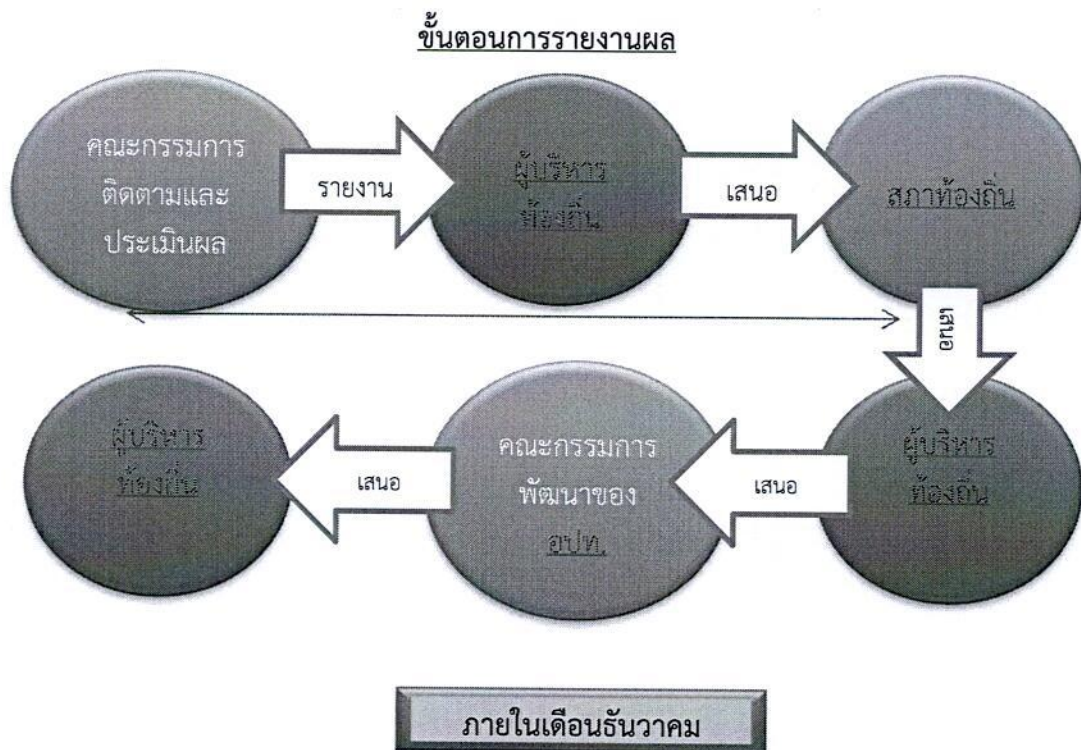 ขั้นตอนการรายงานผล
คณะกรรมการ
ติดตามและ
ประเมินผล
รายงาน
ผู้บริหาร
ท้องถิ่น
เสนอ
สภาท้องถิ่น
เสนอ
ผู้บริหาร
ท้องถิ่น
เสนอ
คณะกรรมการ
พัฒนาของ
อปท.
เสนอ
ผู้บริหาร
ท้องถิ่น
ภายในเดือนธันวาคม